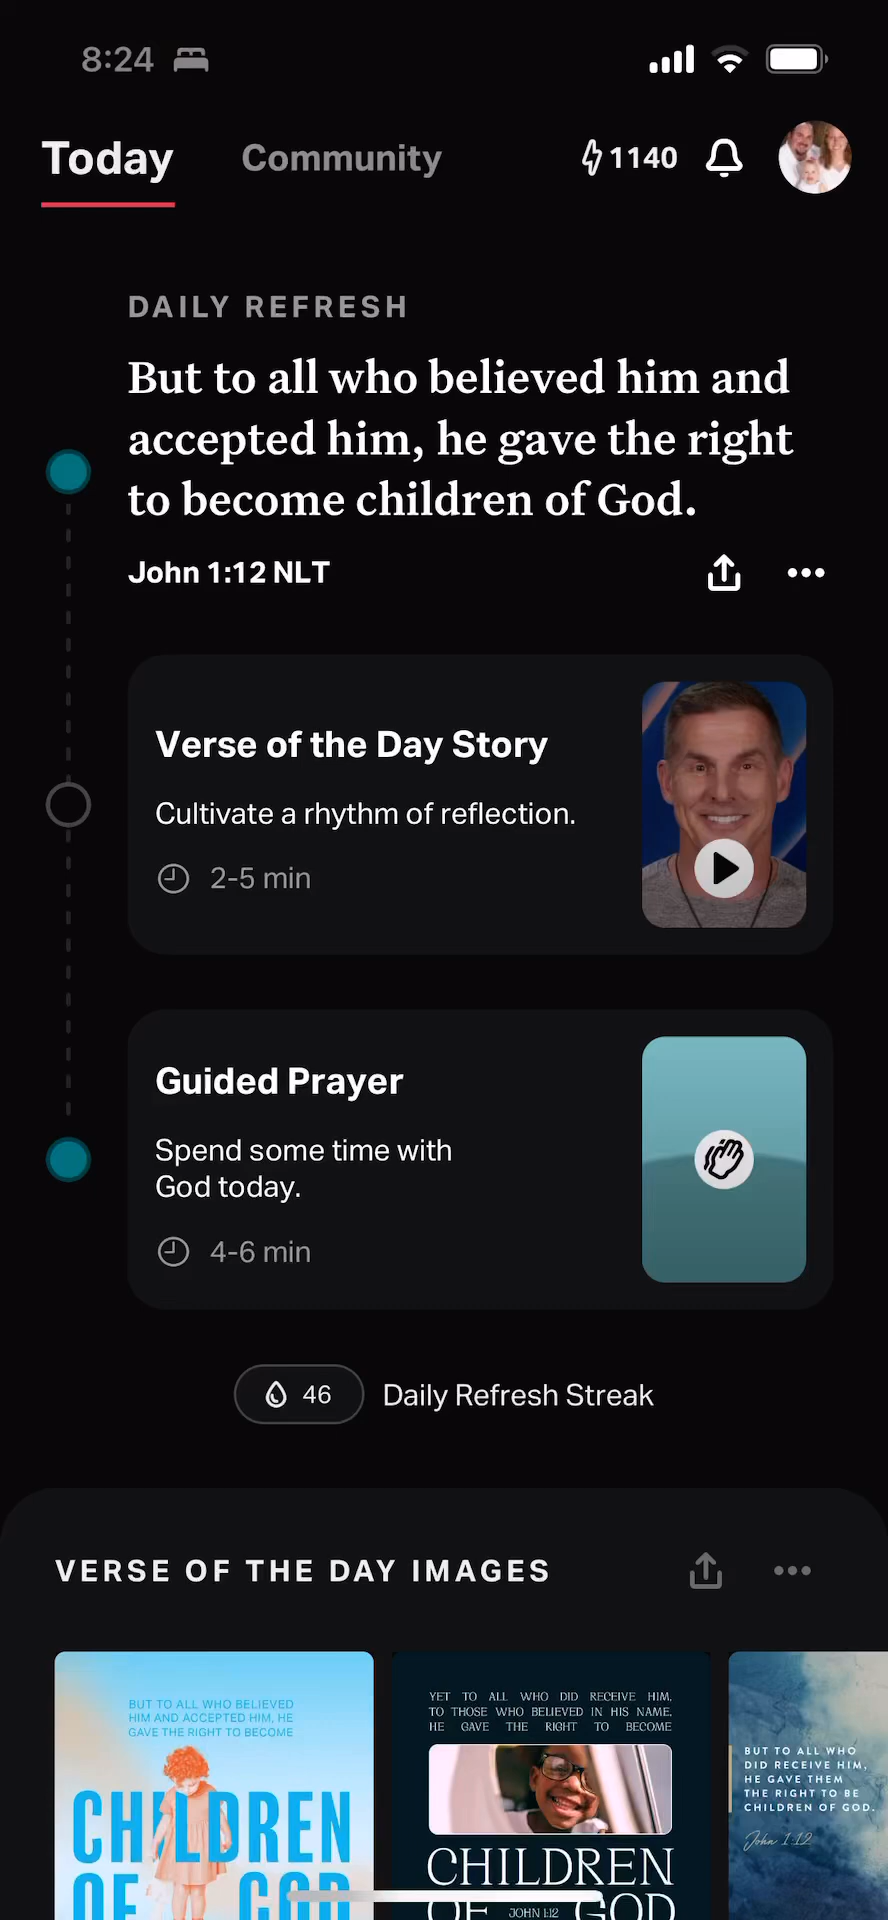 8:24
Today Community 1140
DAILY REFRESH
But to all who believed him and
accepted him, he gave the right
to become children of God.
John 1:12 NLT
Verse of the Day Story
Cultivate a rhythm of reflection.
2-5 min
Guided Prayer
Spend some time with
God today.
4-6 min
46 Daily Refresh Streak
VERSE OF THE DAY IMAGES
BUT TO ALL WHO BELIEVED
HIM AND ACCEPTED HIM, HE
GAVE THE RIGHT TO BECOME
CHILDREN
OF GOD
YET TO ALL WHO DID RECEIVE HIM,
TO THOSE WHO BELIEVED IN HIS NAME,
HE GAVE THE RIGHT TO BECOME
CHILDREN
OF JOHN 1:12 GOD
BUT TO ALL WHO
DID RECEIVE HIM,
HE GAVE THEM
THE RIGHT TO BE
CHILDREN OF GOD.
John 1:12